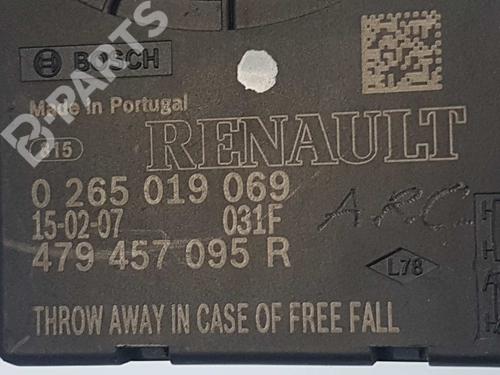 BOSCH
Made in Portugal
815
RENAULT
0 265 019 069
15-02-07 031F
479 457 095 R
A.R.C.
L78
THROW AWAY IN CASE OF FREE FALL
B-PARTS